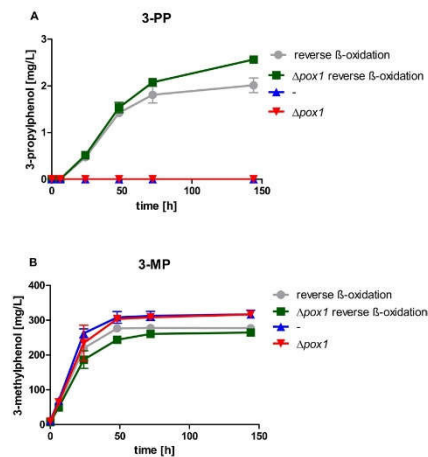 A
3-PP
3-propylphenol [mg/L]
3
2
1
0
0 50 100 150
time [h]
reverse ß-oxidation
Δpox1 reverse ß-oxidation
-
Δpox1
B
3-MP
3-methylphenol [mg/L]
400
300
200
100
0
0 50 100 150
time [h]
reverse ß-oxidation
Δpox1 reverse ß-oxidation
-
Δpox1